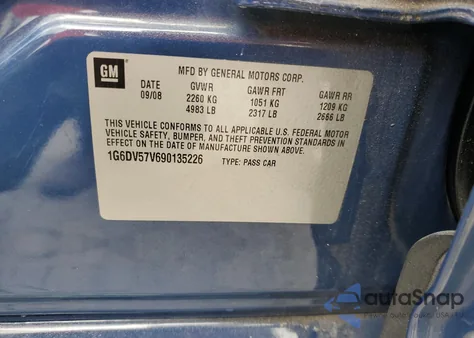 GM
MFD BY GENERAL MOTORS CORP.
DATE GVWR GAWR FRT GAWR RR
09/08 2260 KG 1051 KG 1209 KG
4983 LB 2317 LB 2666 LB
THIS VEHICLE CONFORMS TO ALL APPLICABLE U.S. FEDERAL MOTOR
VEHICLE SAFETY, BUMPER, AND THEFT PREVENTION STANDARDS IN
EFFECT ON THE DATE OF MANUFACTURE SHOWN ABOVE.
1G6DV57V690135226 TYPE: PASS CAR
autoSnap